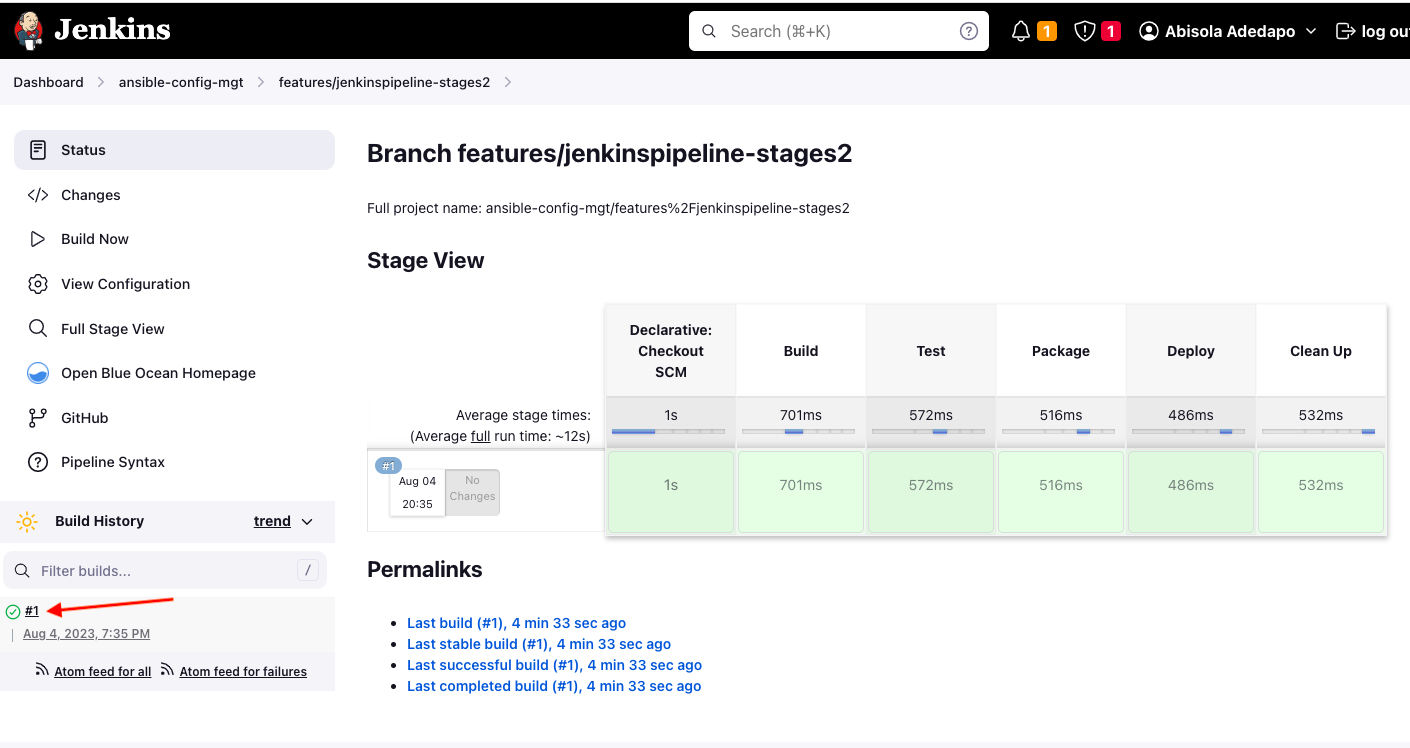 Jenkins
Search (⌘+K)
?
1
1
Abisola Adedapo
log ou
Dashboard
ansible-config-mgt
features/jenkinspipeline-stages2
Status
Changes
Build Now
View Configuration
Full Stage View
Open Blue Ocean Homepage
GitHub
Pipeline Syntax
Build History
trend
Filter builds...
/
#1
Aug 4, 2023, 7:35 PM
Atom feed for all
Atom feed for failures
Branch features/jenkinspipeline-stages2
Full project name: ansible-config-mgt/features%2Fjenkinspipeline-stages2
Stage View
Declarative:
Checkout
SCM
Build
Test
Package
Deploy
Clean Up
Average stage times:
(Average full run time: ~12s)
1s
701ms
572ms
516ms
486ms
532ms
#1
Aug 04
20:35
No
Changes
1s
701ms
572ms
516ms
486ms
532ms
Permalinks
Last build (#1), 4 min 33 sec ago
Last stable build (#1), 4 min 33 sec ago
Last successful build (#1), 4 min 33 sec ago
Last completed build (#1), 4 min 33 sec ago